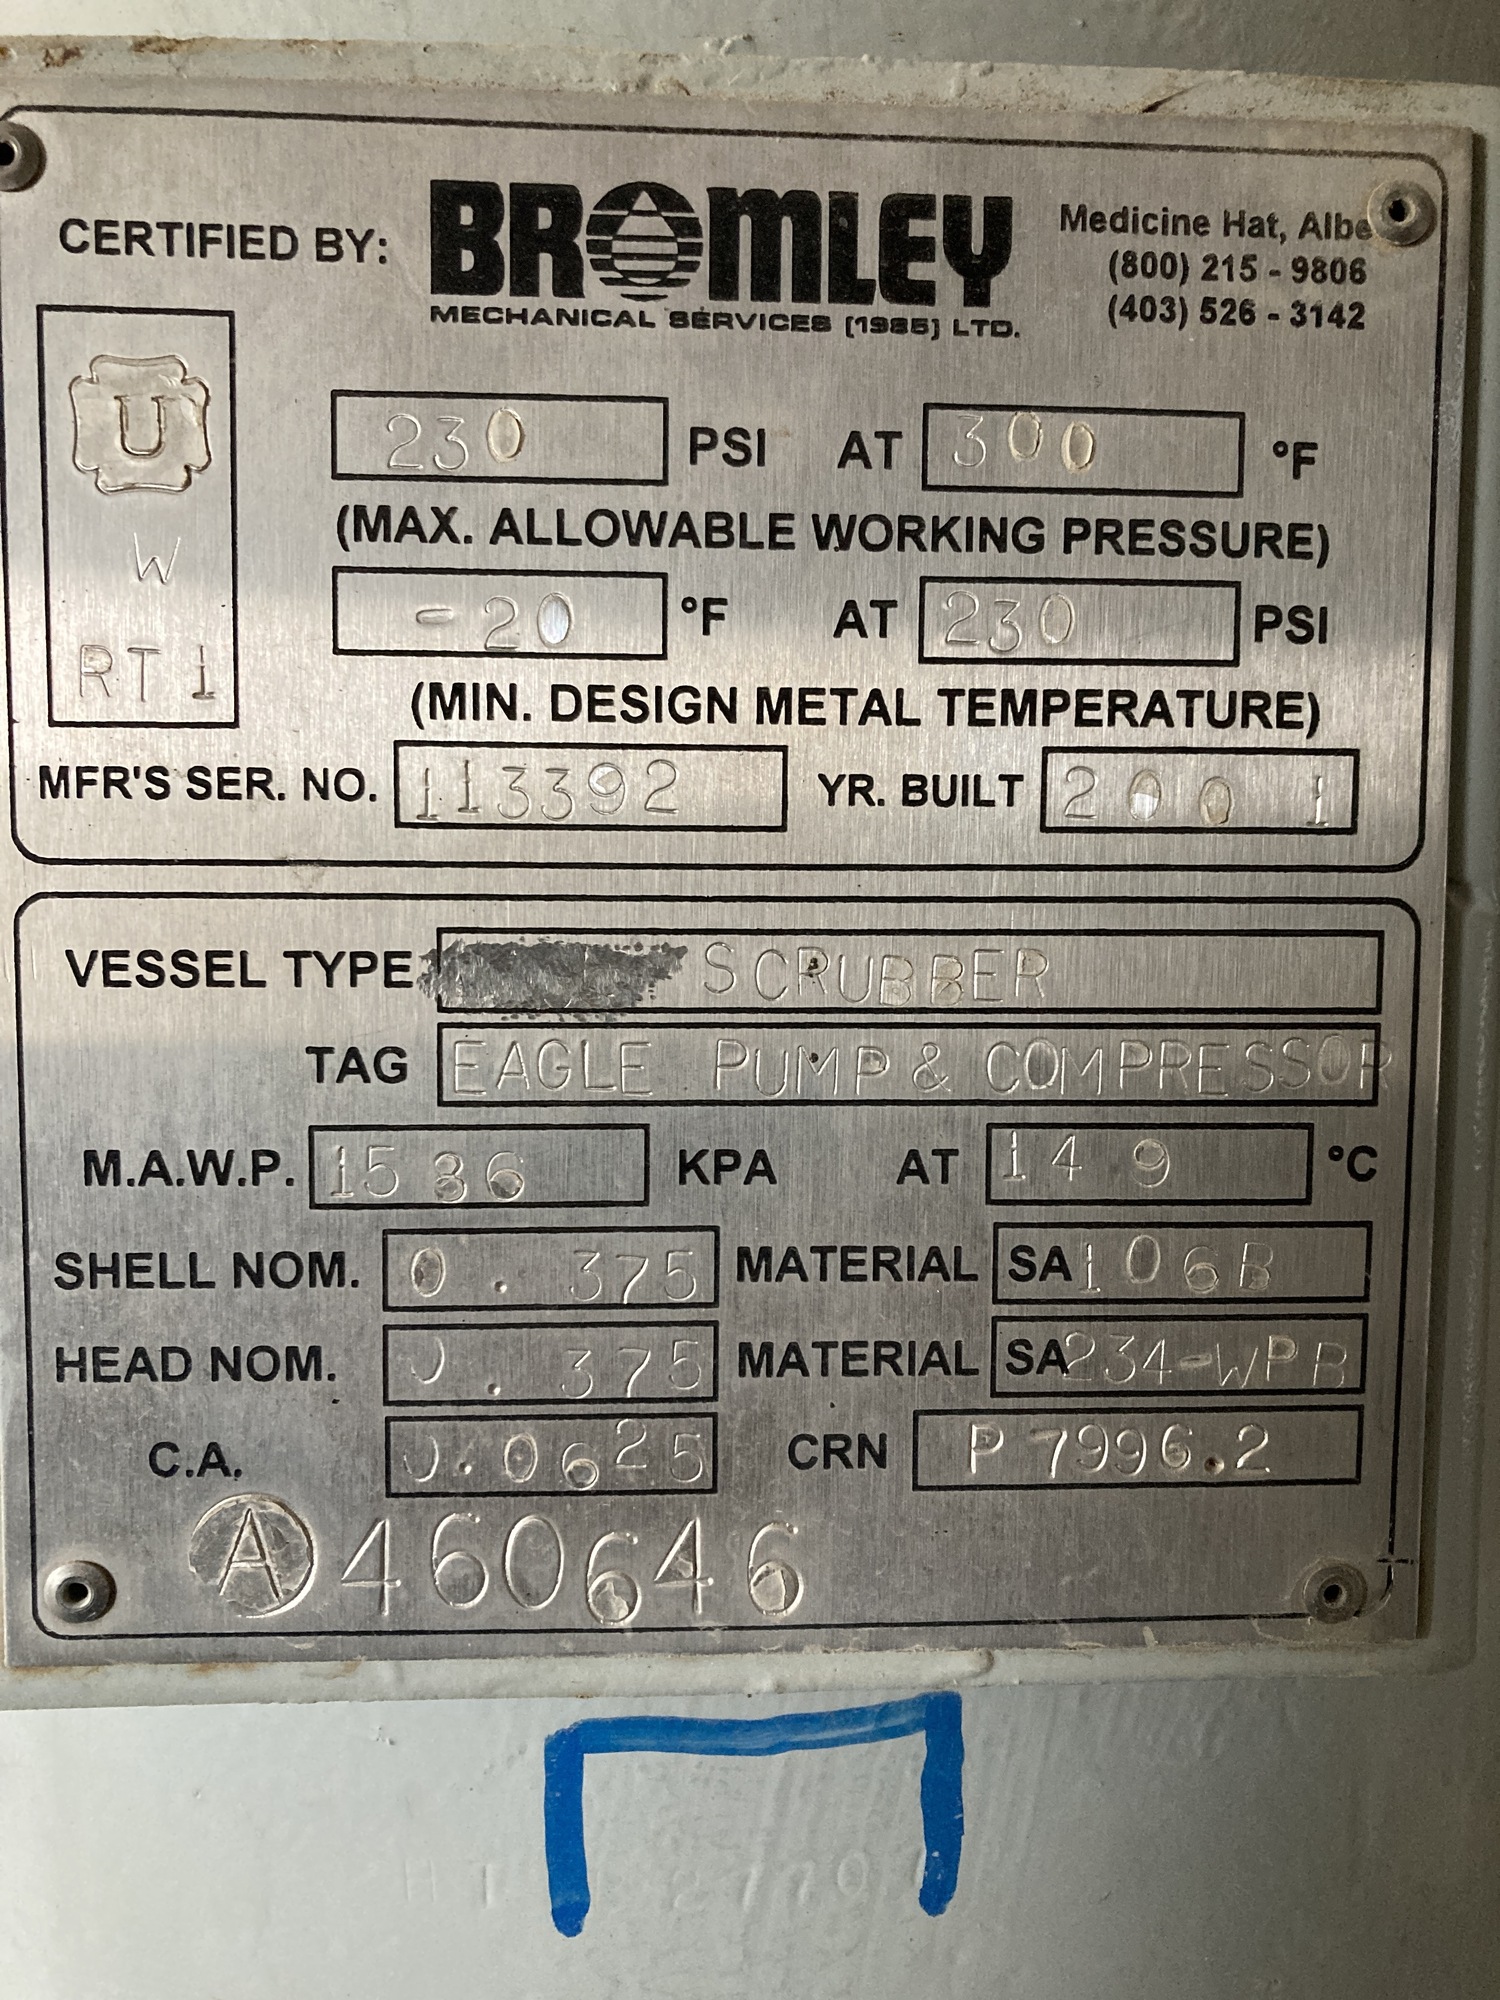 CERTIFIED BY: BROMLEY
MECHANICAL SERVICES (1985) LTD.
Medicine Hat, Albe
(800) 215 - 9806
(403) 526 - 3142
U
W
RT 1
230 PSI AT 300 °F
(MAX. ALLOWABLE WORKING PRESSURE)
-20 °F AT 230 PSI
(MIN. DESIGN METAL TEMPERATURE)
MFR'S SER. NO. 113392 YR. BUILT 2001
VESSEL TYPE SCRUBBER
TAG EAGLE PUMP & COMPRESSOR
M.A.W.P. 1586 KPA AT 149 °C
SHELL NOM. 0.375 MATERIAL SA106B
HEAD NOM. 0.375 MATERIAL SA234-WPB
C.A. 0.0625 CRN P7996.2
A460646